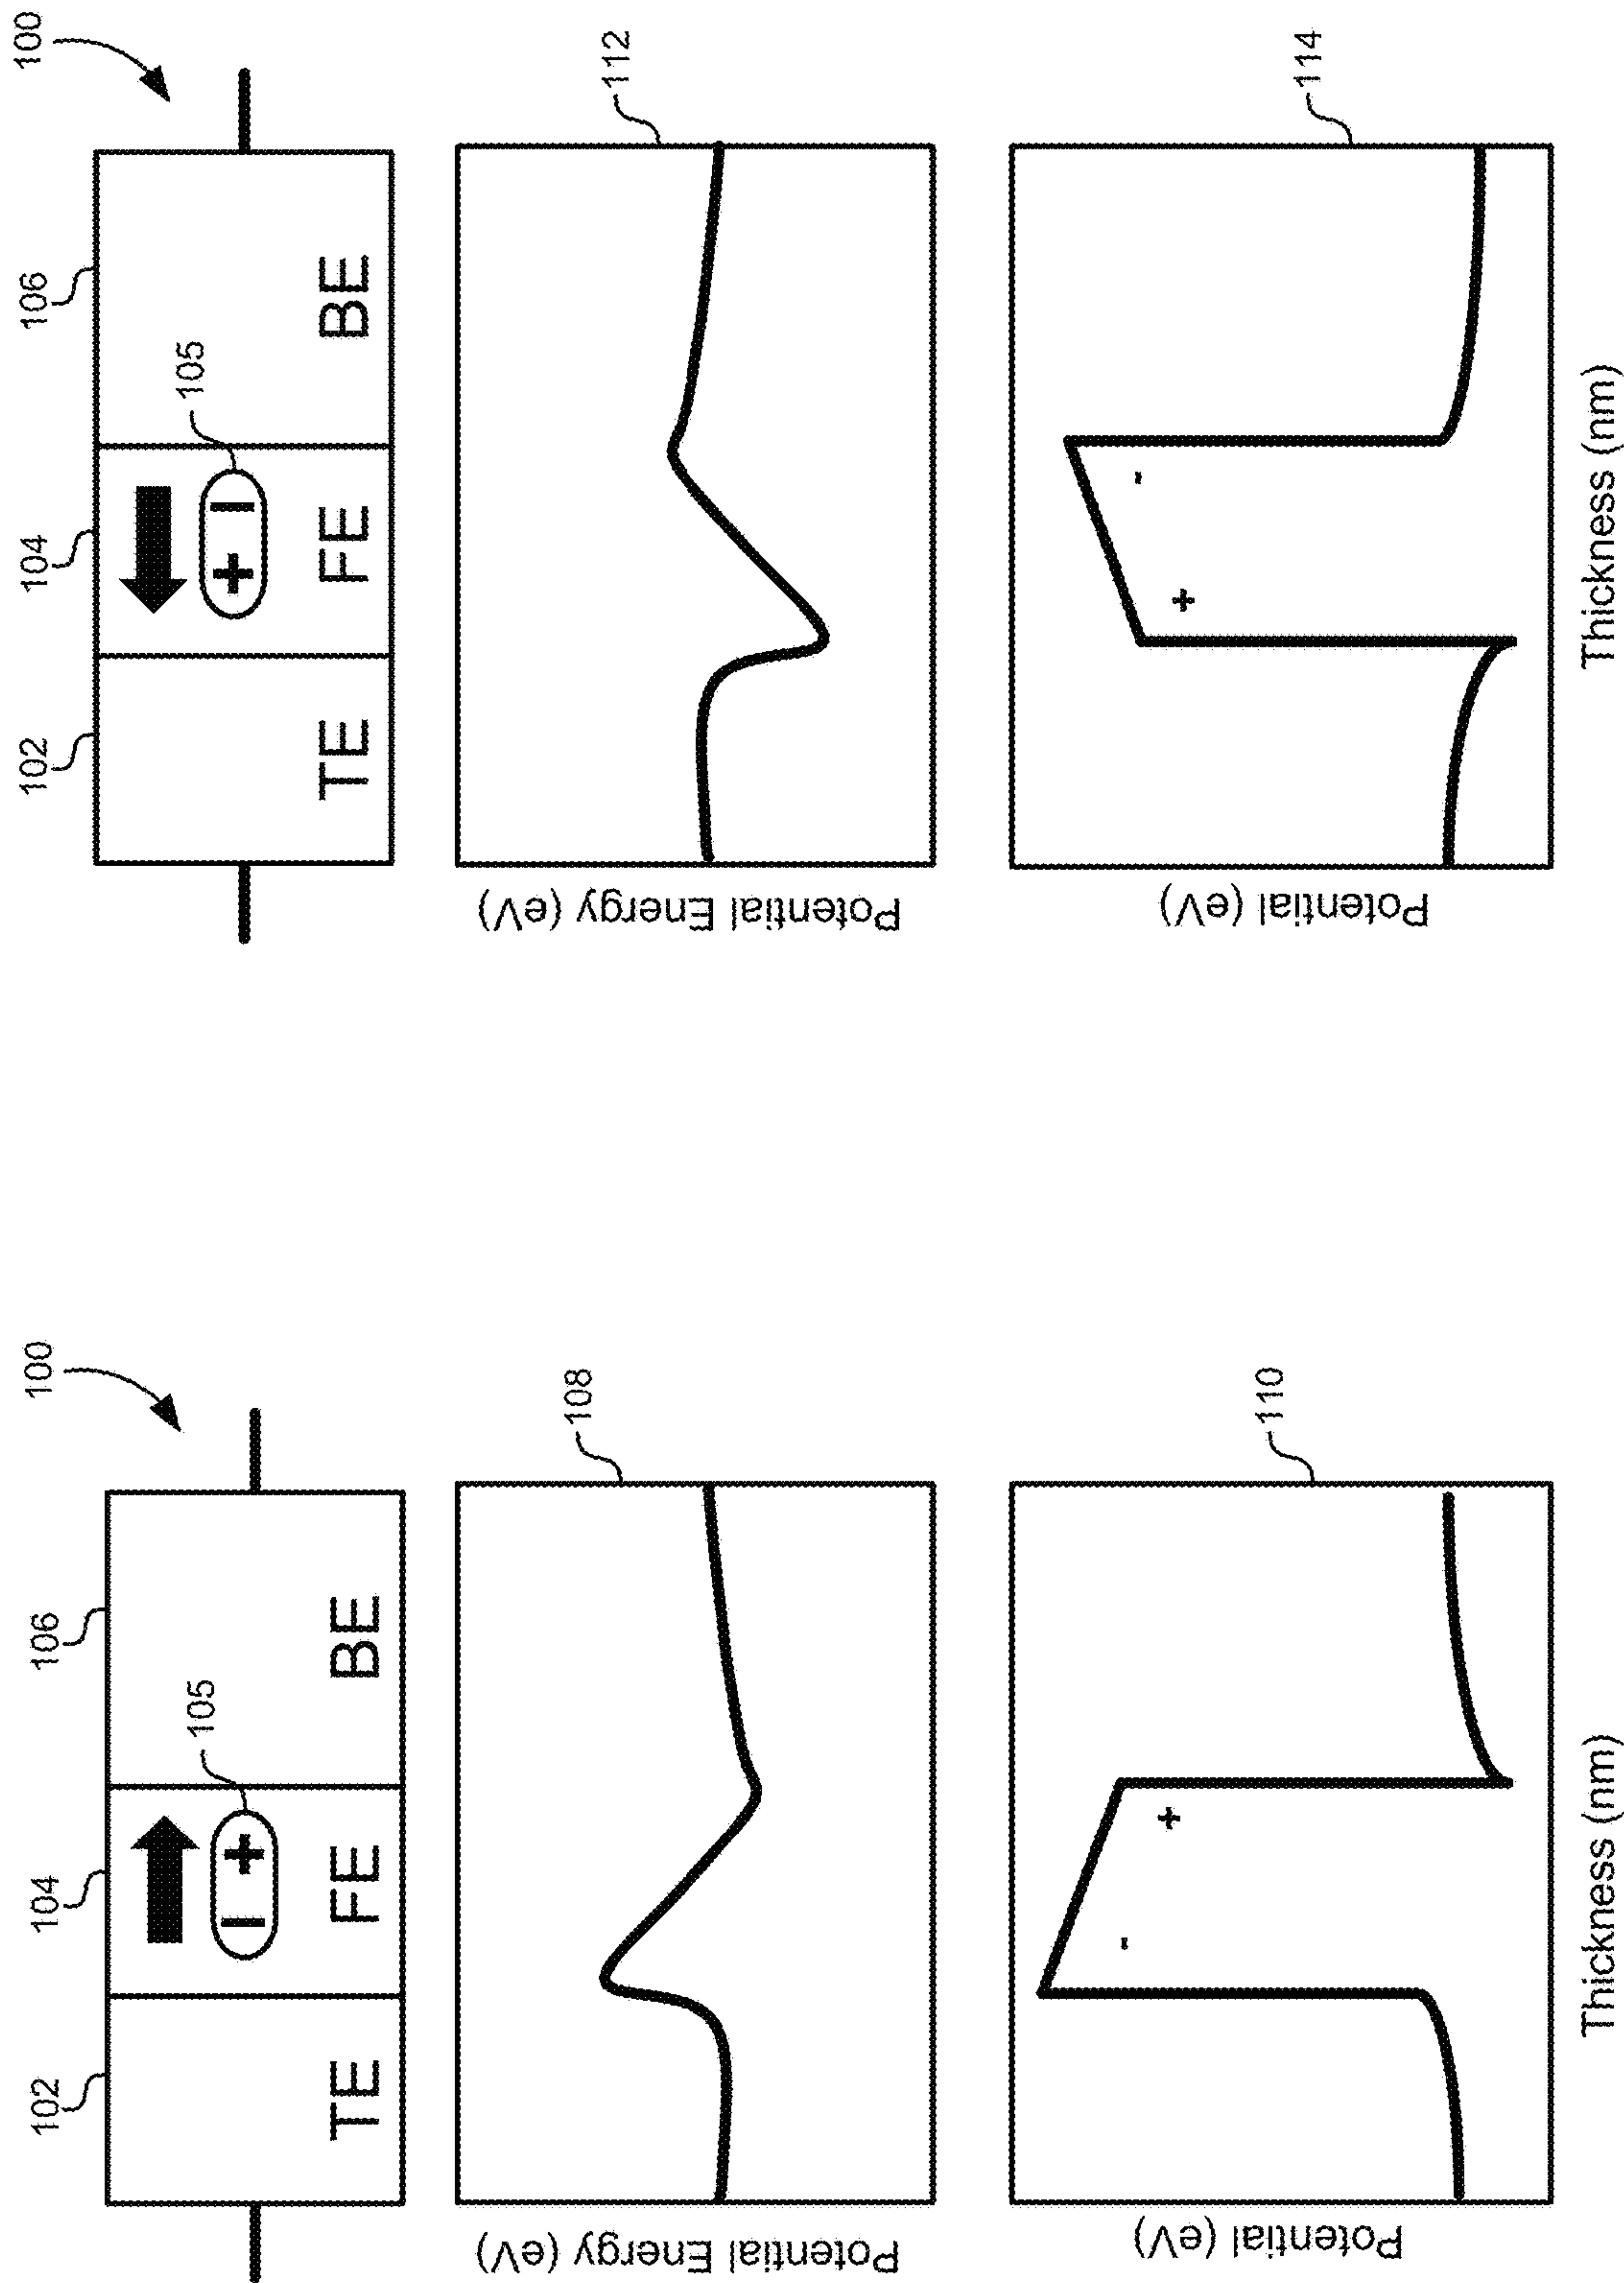 100
102
104
106
105
− +
TE
FE
BE
Potential Energy (eV)
108
Potential (eV)
110
-
+
Thickness (nm)
100
102
104
106
105
+ −
TE
FE
BE
Potential Energy (eV)
112
Potential (eV)
114
+
-
Thickness (nm)